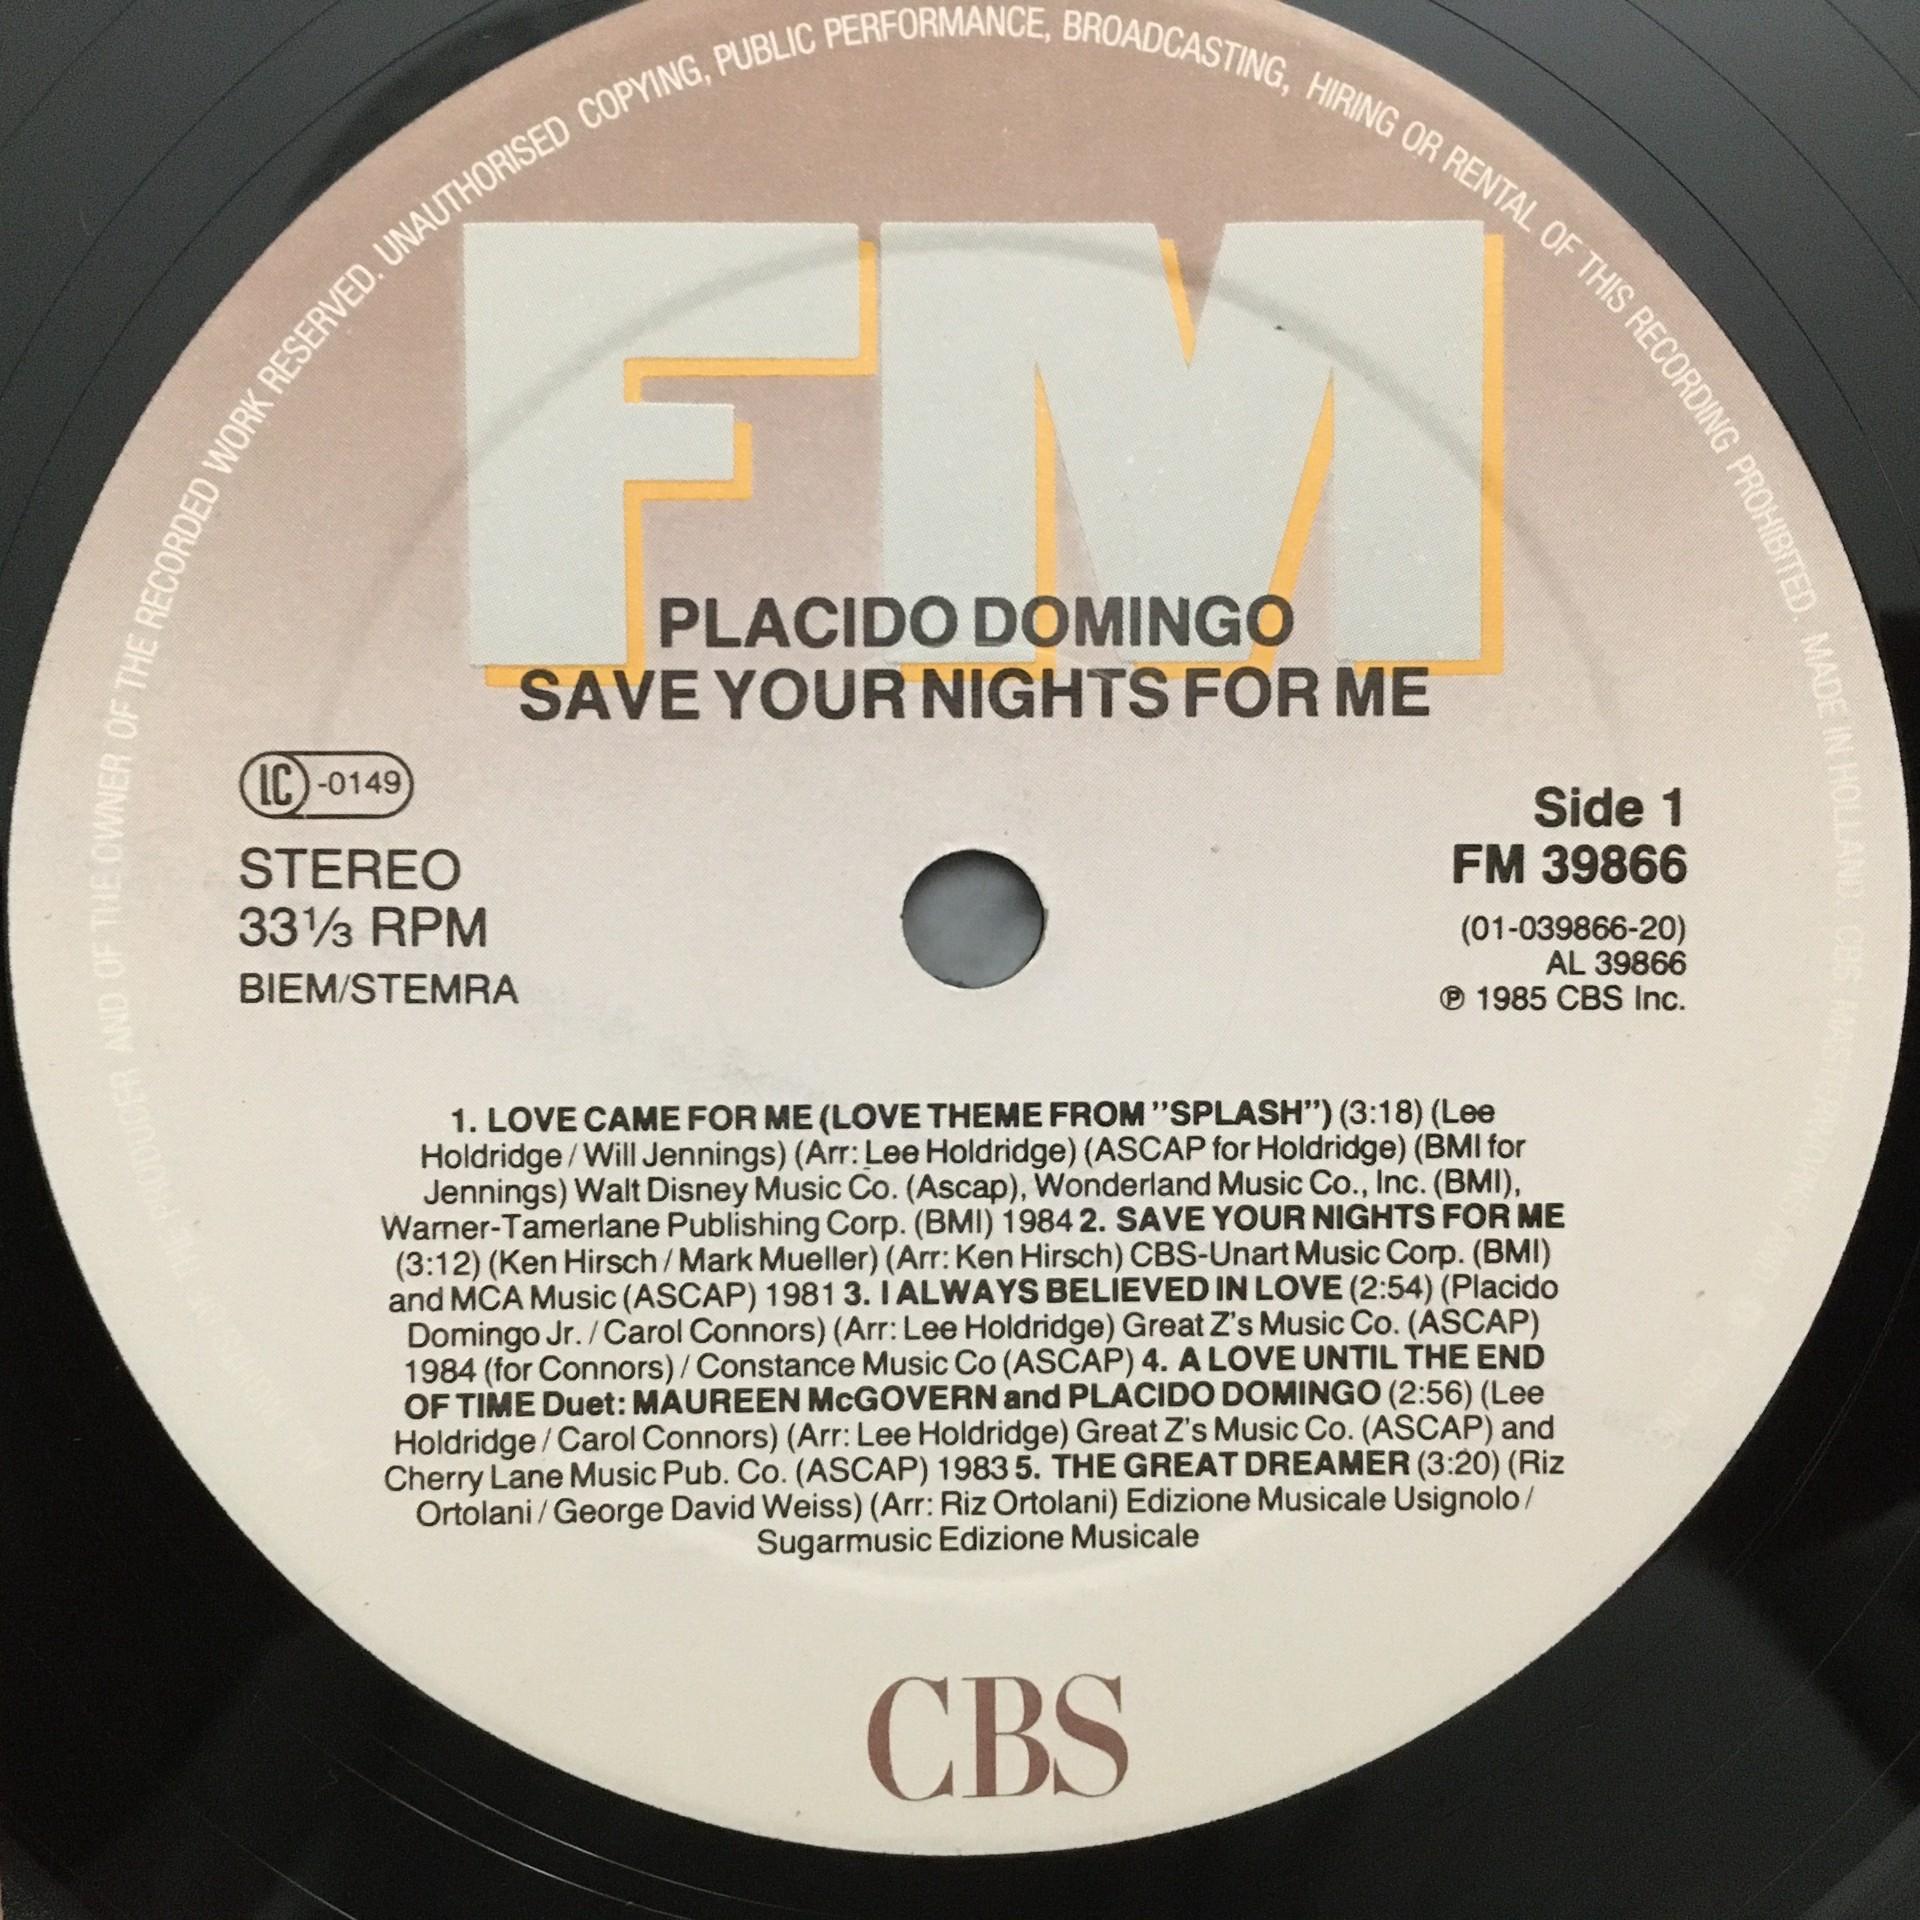 AND OF THE OWNER OF THE RECORDED WORK RESERVED. UNAUTHORISED COPYING, PUBLIC PERFORMANCE, BROADCASTING, HIRING OR RENTAL OF THIS RECORDING PROHIBITED. MADE IN HOLLAND. CBS MASTERWORKS
FM
PLACIDO DOMINGO
SAVE YOUR NIGHTS FOR ME
LC -0149
STEREO
33⅓ RPM
BIEM/STEMRA
Side 1
FM 39866
(01-039866-20)
AL 39866
℗ 1985 CBS Inc.
1. LOVE CAME FOR ME (LOVE THEME FROM "SPLASH") (3:18) (Lee
Holdridge / Will Jennings) (Arr: Lee Holdridge) (ASCAP for Holdridge) (BMI for
Jennings) Walt Disney Music Co. (Ascap), Wonderland Music Co., Inc. (BMI),
Warner-Tamerlane Publishing Corp. (BMI) 1984 2. SAVE YOUR NIGHTS FOR ME
(3:12) (Ken Hirsch / Mark Mueller) (Arr: Ken Hirsch) CBS-Unart Music Corp. (BMI)
and MCA Music (ASCAP) 1981 3. I ALWAYS BELIEVED IN LOVE (2:54) (Placido
Domingo Jr. / Carol Connors) (Arr: Lee Holdridge) Great Z's Music Co. (ASCAP)
1984 (for Connors) / Constance Music Co (ASCAP) 4. A LOVE UNTIL THE END
OF TIME Duet: MAUREEN McGOVERN and PLACIDO DOMINGO (2:56) (Lee
Holdridge / Carol Connors) (Arr: Lee Holdridge) Great Z's Music Co. (ASCAP) and
Cherry Lane Music Pub. Co. (ASCAP) 1983 5. THE GREAT DREAMER (3:20) (Riz
Ortolani / George David Weiss) (Arr: Riz Ortolani) Edizione Musicale Usignolo /
Sugarmusic Edizione Musicale
CBS